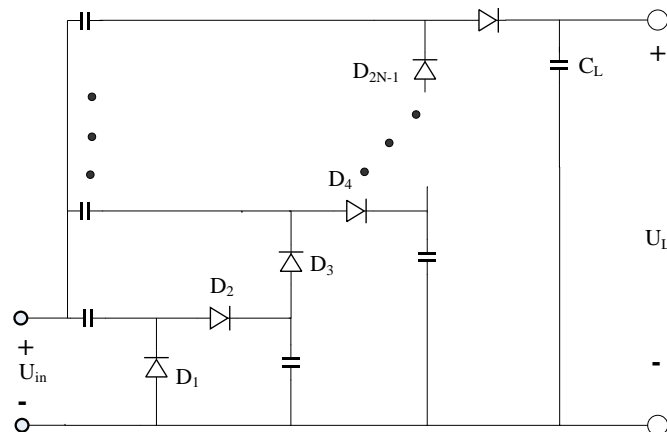 +
D2N-1
CL
D4
UL
D3
D2
+
Uin
D1
-
-